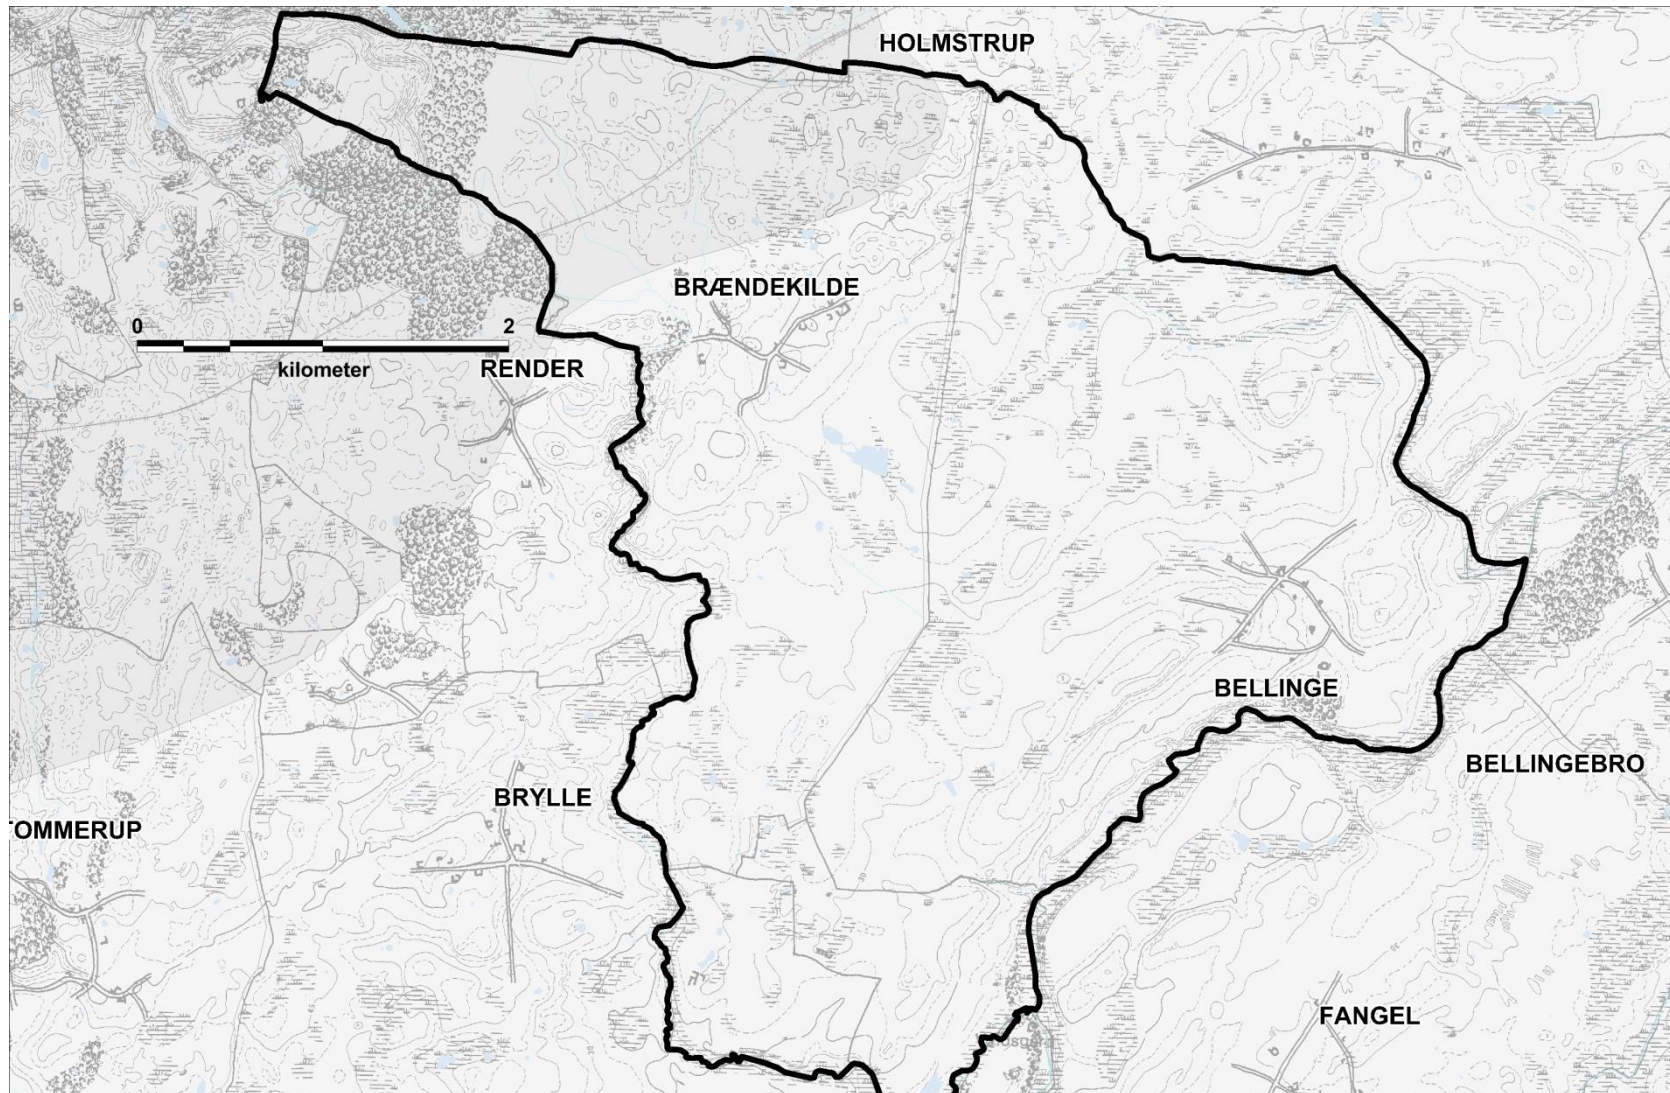 HOLMSTRUP
BRÆNDEKILDE
0 2
kilometer
RENDER
BELLINGE
BELLINGEBRO
BRYLLE
TOMMERUP
FANGEL